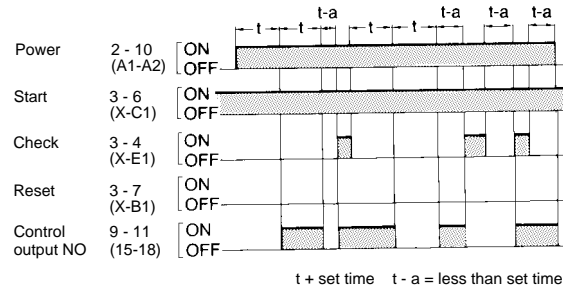 t-a t-a t-a
t t t t t t-a
Power 2 - 10 ON
(A1-A2) OFF
Start 3 - 6 ON
(X-C1) OFF
Check 3 - 4 ON
(X-E1) OFF
Reset 3 - 7 ON
(X-B1) OFF
Control 9 - 11 ON
output NO (15-18) OFF
t + set time t - a = less than set time